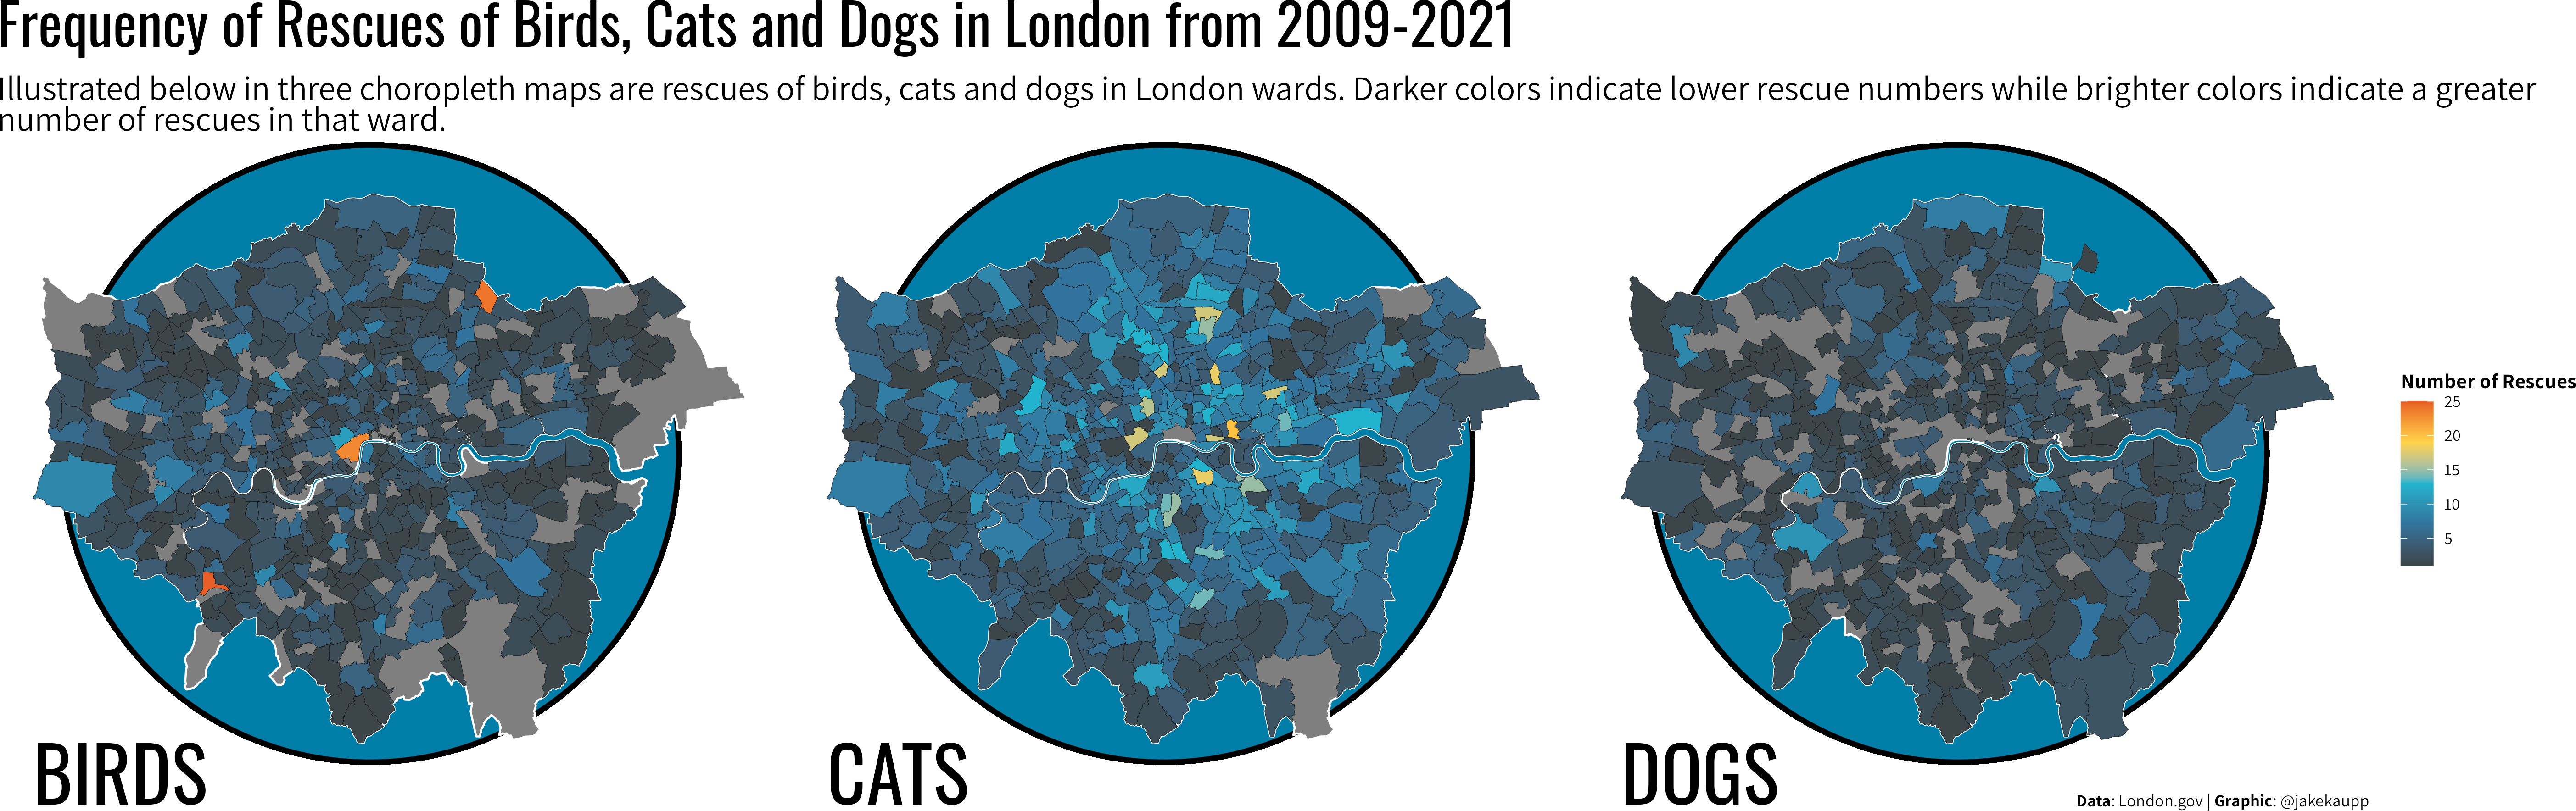 Frequency of Rescues of Birds, Cats and Dogs in London from 2009-2021
Illustrated below in three choropleth maps are rescues of birds, cats and dogs in London wards. Darker colors indicate lower rescue numbers while brighter colors indicate a greater
number of rescues in that ward.
Number of Rescues
25
20
15
10
5
BIRDS
CATS
DOGS
Data: London.gov | Graphic: @jakekaupp